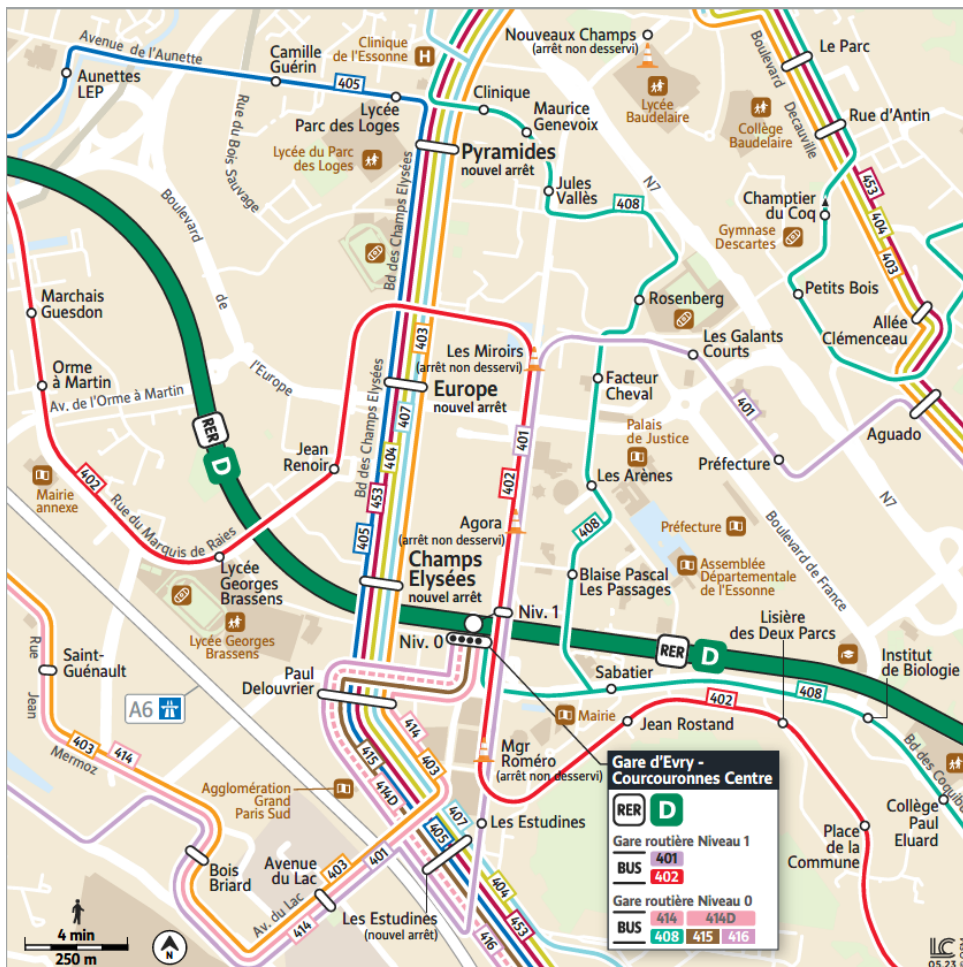 Avenue de l'Aunette
Aunettes
LEP
Camille
Guérin
405
Clinique
de l'Essonne
H
Lycée
Parc des Loges
Rue du Bois Sauvage
Lycée du Parc
des Loges
Pyramides
nouvel arrêt
Clinique
Maurice
Genevoix
Jules
Vallès
408
Nouveaux Champs
(arrêt non desservi)
Lycée
Baudelaire
N7
Boulevard
Decauville
Le Parc
Collège
Baudelaire
Rue d'Antin
453
404
403
Champtier
du Coq
Gymnase
Descartes
Petits Bois
Allée
Clémenceau
Aguado
Boulevard
de
l'Europe
Bd des Champs Elysées
Marchais
Guesdon
Orme
à Martin
Av. de l'Orme à Martin
RER
D
402
Mairie
annexe
Rue du Marquis de Raies
Jean
Renoir
Lycée
Georges
Brassens
Lycée Georges
Brassens
403
407
404
453
405
Bd des Champs Elysées
Europe
nouvel arrêt
Les Miroirs
(arrêt non desservi)
401
402
Agora
(arrêt non desservi)
Champs
Elysées
nouvel arrêt
Rosenberg
Les Galants
Courts
401
Facteur
Cheval
Palais
de Justice
Les Arènes
408
Préfecture
N7
Préfecture
Boulevard de France
Assemblée
Départementale
de l'Essonne
Blaise Pascal
Les Passages
Niv. 1
Niv. 0
RER
D
Lisière
des Deux Parcs
Institut
de Biologie
Sabatier
402
408
Jean Rostand
Mairie
Bd des Coquibus
Collège
Paul
Eluard
Place
de la
Commune
Rue
Jean
Mermoz
Saint-
Guénault
A6
403
414
Paul
Delouvrier
414
403
415
414D
Agglomération
Grand
Paris Sud
Mgr
Roméro
(arrêt non desservi)
Les Estudines
407
405
404
453
416
Bois
Briard
Avenue
du Lac
Av. du Lac
403
401
414
Les Estudines
(nouvel arrêt)
Gare d'Evry -
Courcouronnes Centre
RER D
Gare routière Niveau 1
BUS 401
402
Gare routière Niveau 0
BUS 414 414D
408 415 416
4 min
250 m
N
LC
05.23